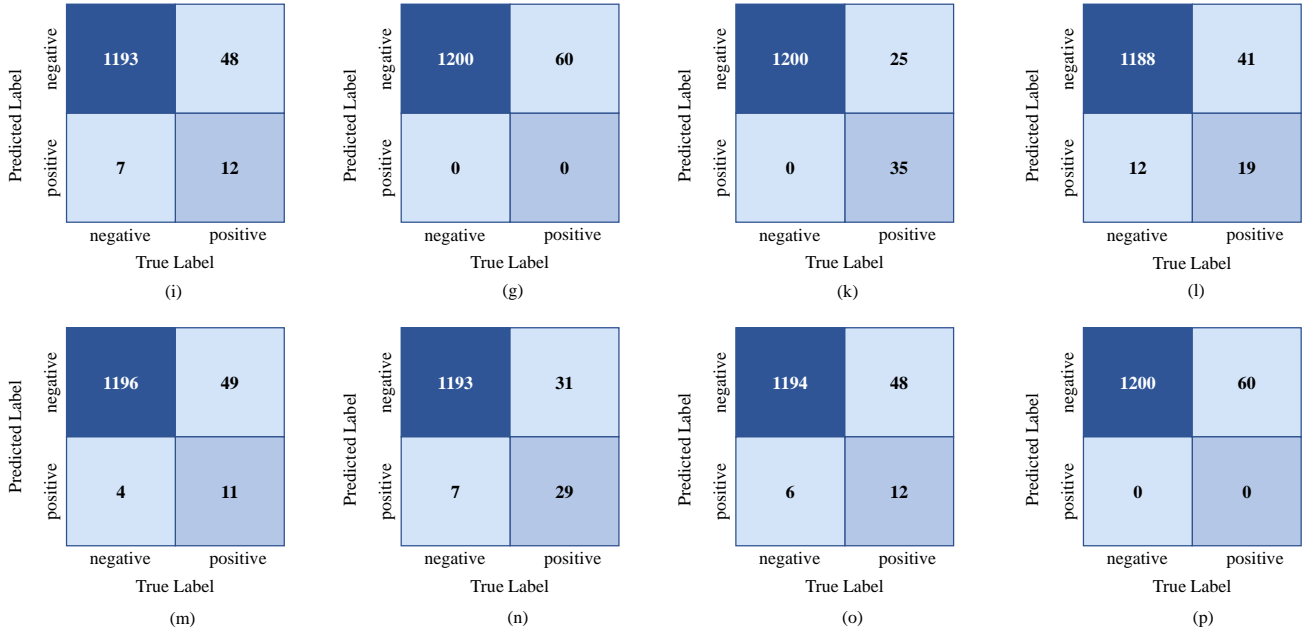 Predicted Label
negative
positive
1193 48
7 12
negative positive
True Label
(i)
Predicted Label
negative
positive
1200 60
0 0
negative positive
True Label
(g)
Predicted Label
negative
positive
1200 25
0 35
negative positive
True Label
(k)
Predicted Label
negative
positive
1188 41
12 19
negative positive
True Label
(l)
Predicted Label
negative
positive
1196 49
4 11
negative positive
True Label
(m)
Predicted Label
negative
positive
1193 31
7 29
negative positive
True Label
(n)
Predicted Label
negative
positive
1194 48
6 12
negative positive
True Label
(o)
Predicted Label
negative
positive
1200 60
0 0
negative positive
True Label
(p)